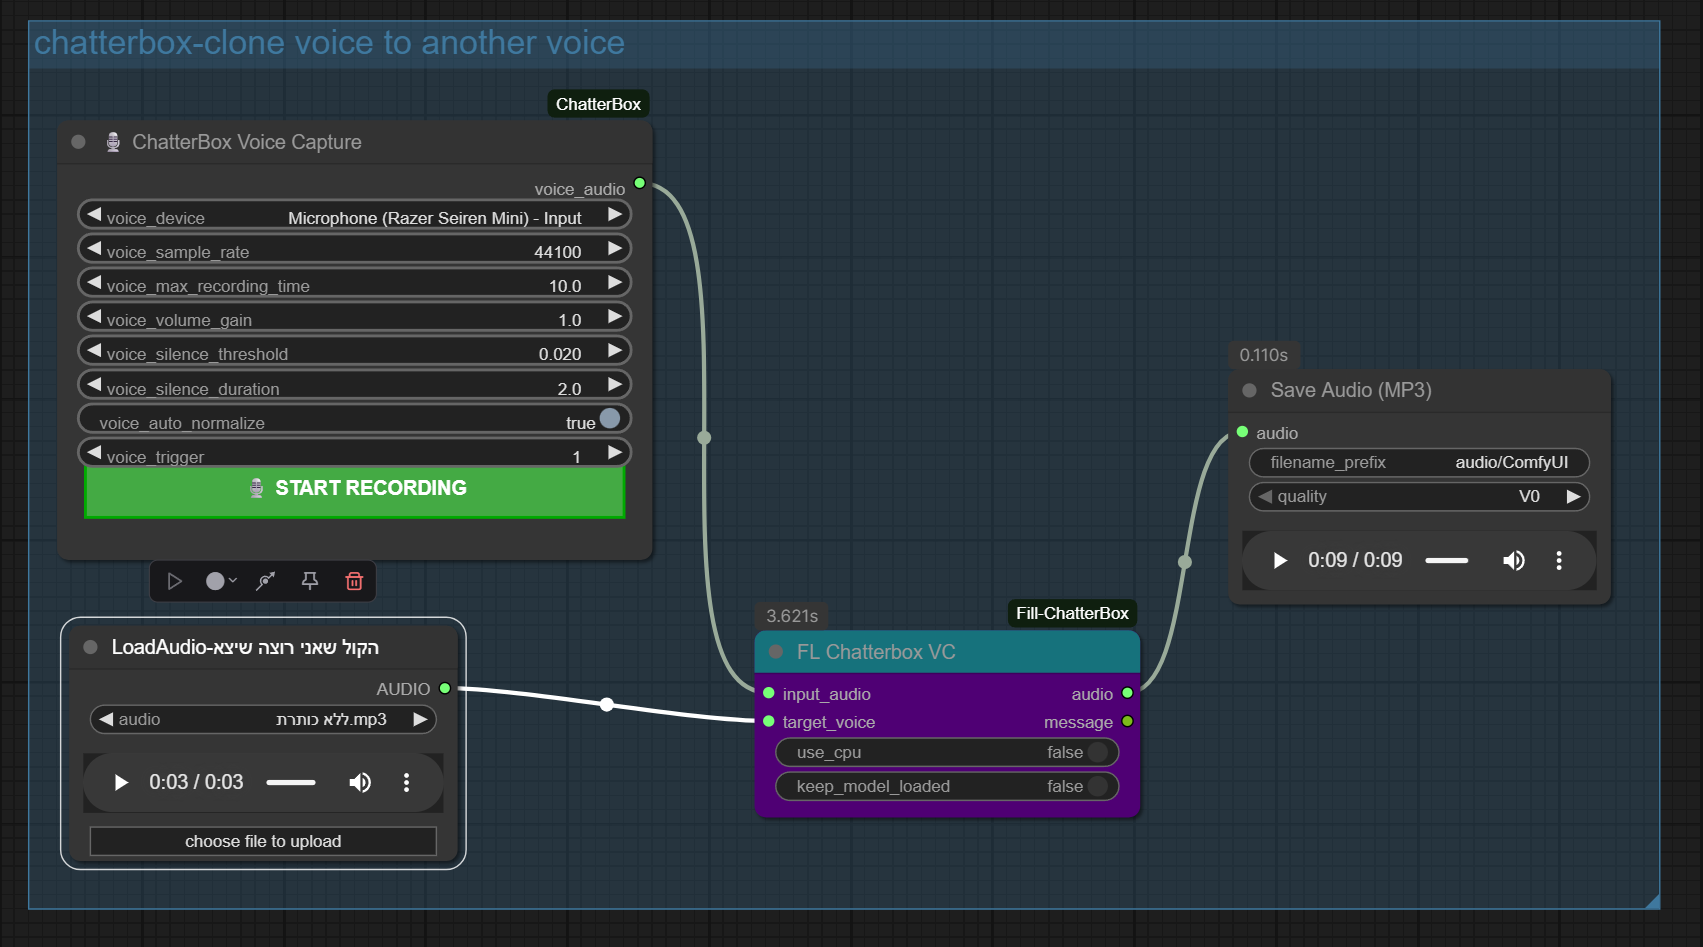 chatterbox-clone voice to another voice
ChatterBox
ChatterBox Voice Capture
voice_audio
voice_device Microphone (Razer Seiren Mini) - Input
voice_sample_rate 44100
voice_max_recording_time 10.0
voice_volume_gain 1.0
voice_silence_threshold 0.020
voice_silence_duration 2.0
voice_auto_normalize true
voice_trigger 1
START RECORDING
LoadAudio-הקול שאני רוצה שיצא
AUDIO
audio ללא כותרת.mp3
0:03 / 0:03
choose file to upload
3.621s
Fill-ChatterBox
FL Chatterbox VC
input_audio audio
target_voice message
use_cpu false
keep_model_loaded false
0.110s
Save Audio (MP3)
audio
filename_prefix audio/ComfyUI
quality V0
0:09 / 0:09